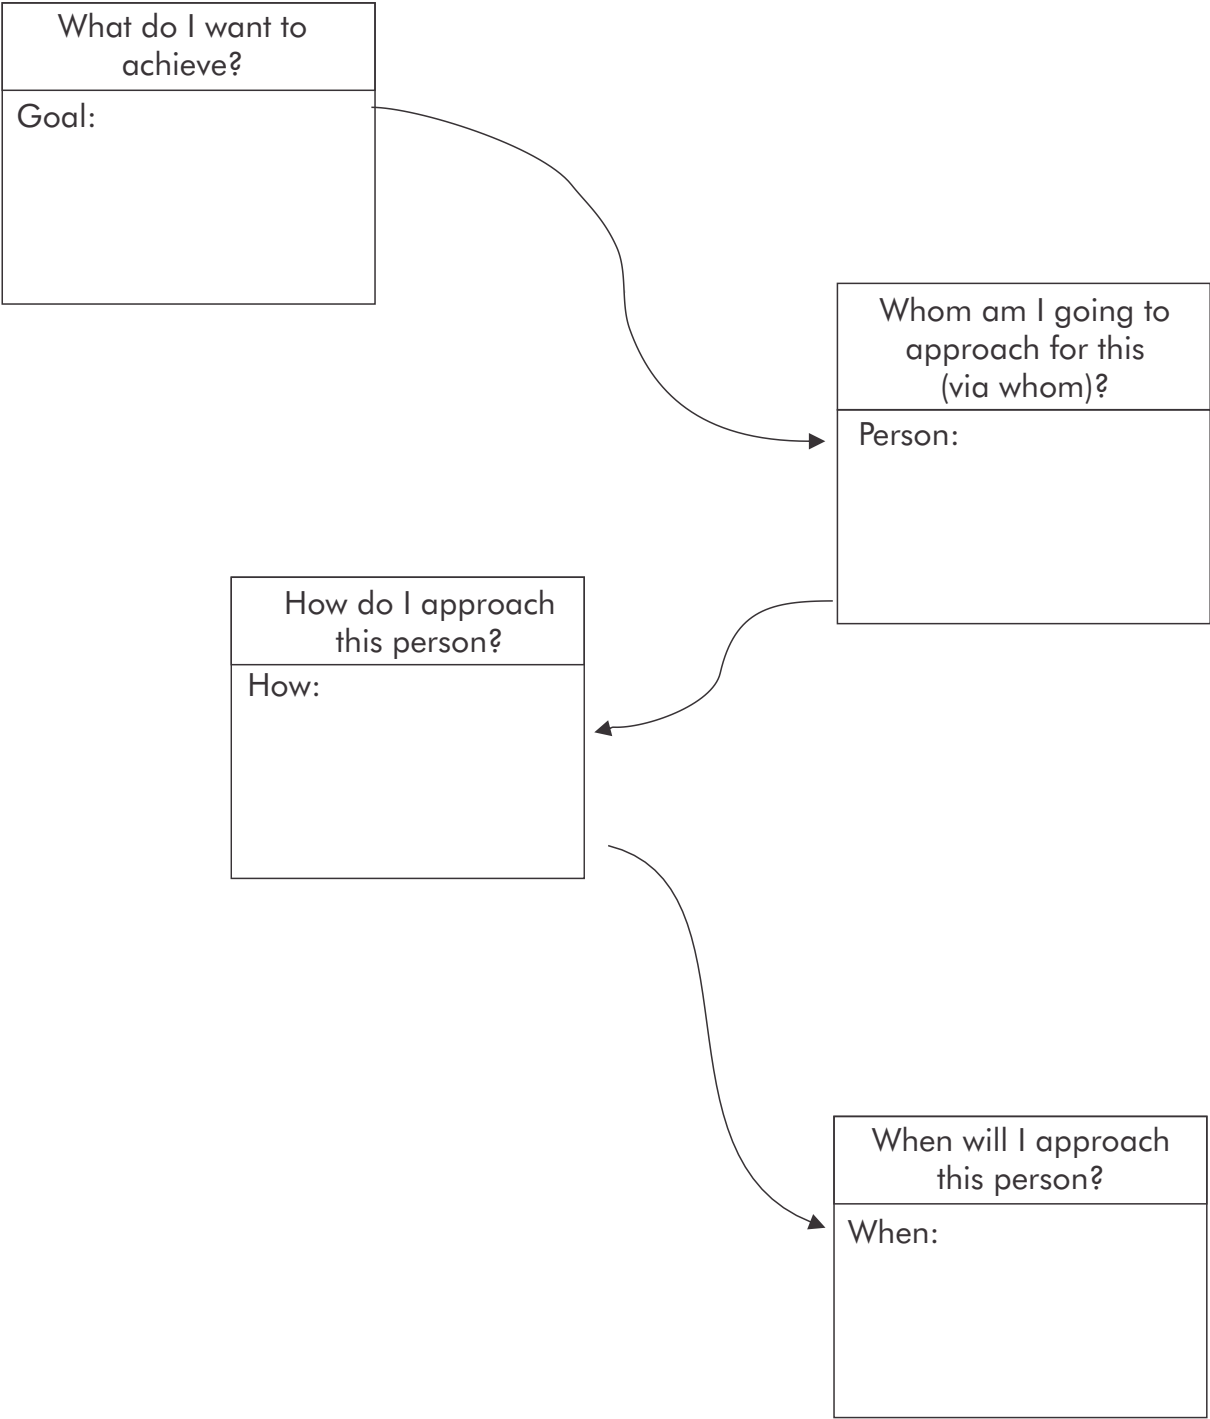 What do I want to
achieve?
Goal:
Whom am I going to
approach for this
(via whom)?
Person:
How do I approach
this person?
How:
When will I approach
this person?
When: